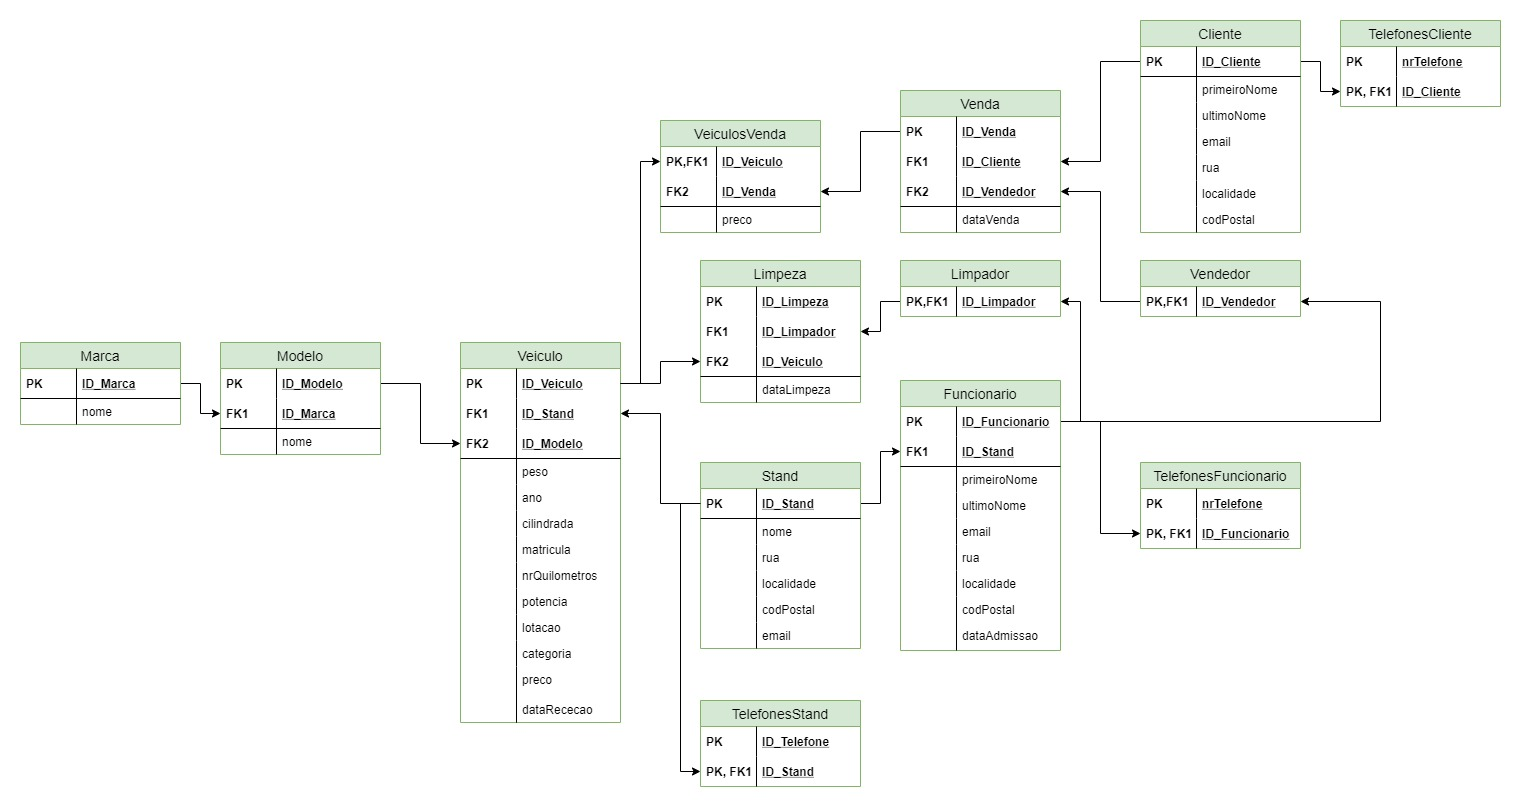 Cliente
PK ID_Cliente
primeiroNome
ultimoNome
email
rua
localidade
codPostal
TelefonesCliente
PK nrTelefone
PK, FK1 ID_Cliente
Venda
PK ID_Venda
FK1 ID_Cliente
FK2 ID_Vendedor
dataVenda
VeiculosVenda
PK,FK1 ID_Veiculo
FK2 ID_Venda
preco
Limpeza
PK ID_Limpeza
FK1 ID_Limpador
FK2 ID_Veiculo
dataLimpeza
Limpador
PK,FK1 ID_Limpador
Vendedor
PK,FK1 ID_Vendedor
Marca
PK ID_Marca
nome
Modelo
PK ID_Modelo
FK1 ID_Marca
nome
Veiculo
PK ID_Veiculo
FK1 ID_Stand
FK2 ID_Modelo
peso
ano
cilindrada
matricula
nrQuilometros
potencia
lotacao
categoria
preco
dataRececao
Funcionario
PK ID_Funcionario
FK1 ID_Stand
primeiroNome
ultimoNome
email
rua
localidade
codPostal
dataAdmissao
Stand
PK ID_Stand
nome
rua
localidade
codPostal
email
TelefonesFuncionario
PK nrTelefone
PK, FK1 ID_Funcionario
TelefonesStand
PK ID_Telefone
PK, FK1 ID_Stand